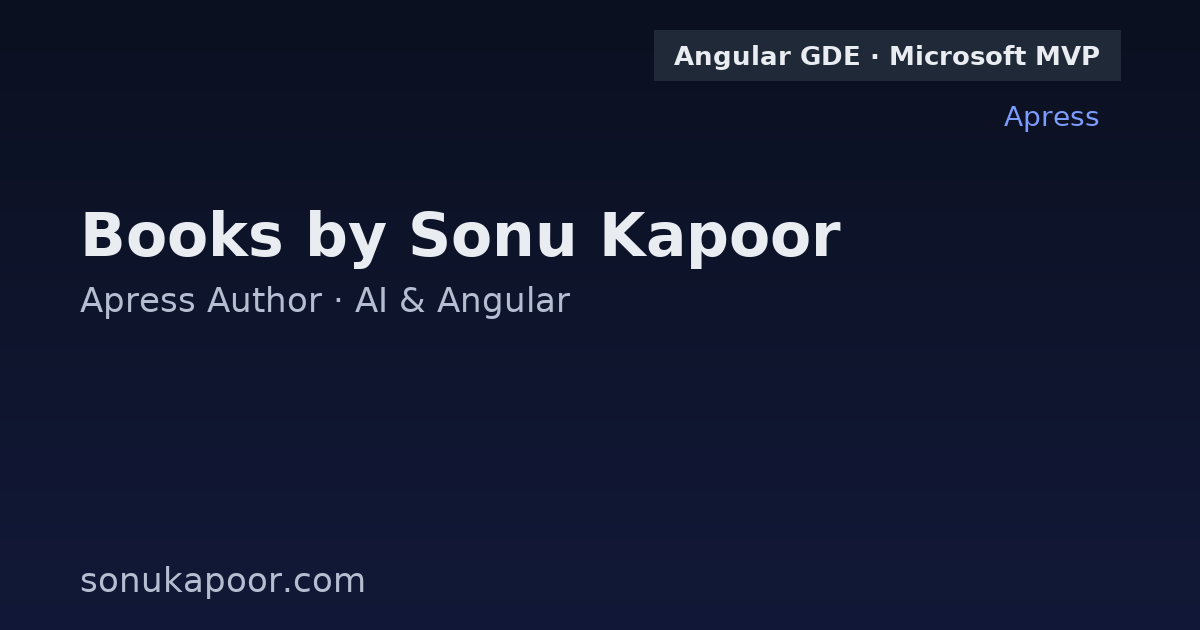 Angular GDE · Microsoft MVP
Apress
Books by Sonu Kapoor
Apress Author · AI & Angular
sonukapoor.com